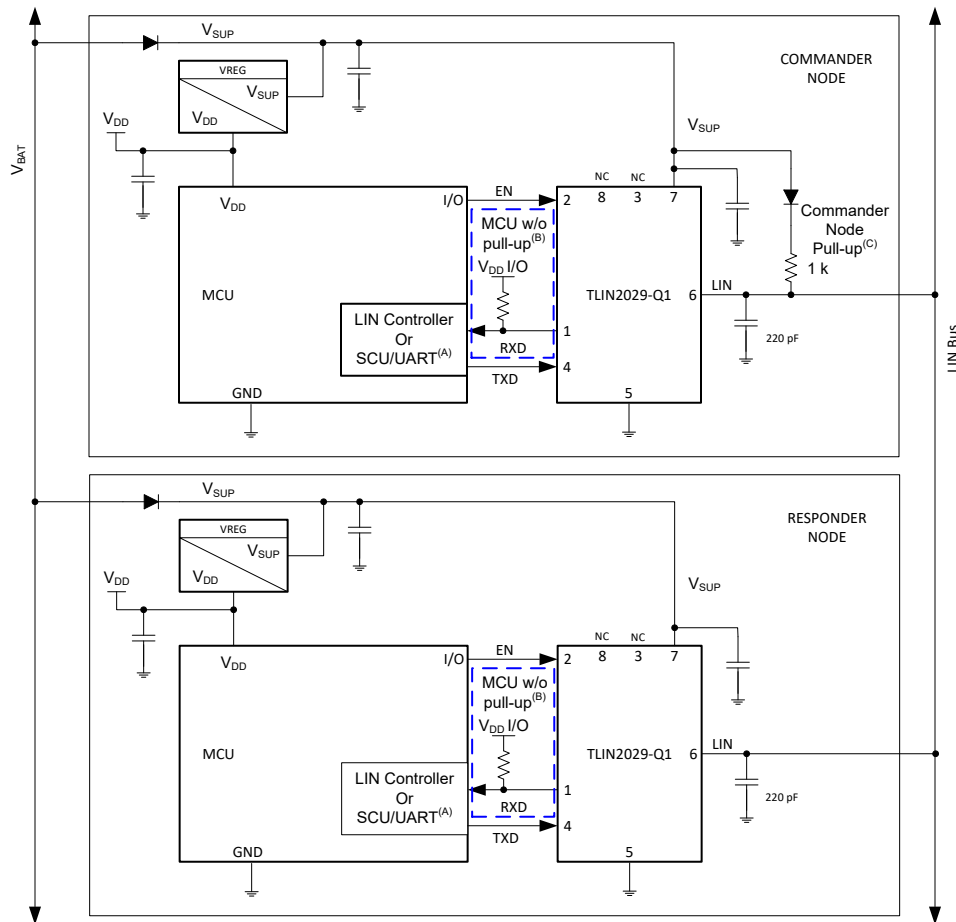 VSUP
COMMANDER
NODE
VREG
VSUP
VDD
VDD
VSUP
VBAT
VDD
I/O
EN
2
NC
8
NC
3
7
MCU w/o
pull-up(B)
VDD I/O
Commander
Node
Pull-up(C)
1 k
MCU
TLIN2029-Q1
6
LIN
LIN Controller
Or
SCU/UART(A)
1
RXD
4
TXD
220 pF
LIN Bus
GND
5
VSUP
RESPONDER
NODE
VREG
VSUP
VDD
VDD
VSUP
VDD
I/O
EN
2
NC
8
NC
3
7
MCU w/o
pull-up(B)
VDD I/O
MCU
TLIN2029-Q1
6
LIN
LIN Controller
Or
SCU/UART(A)
1
RXD
4
TXD
220 pF
GND
5